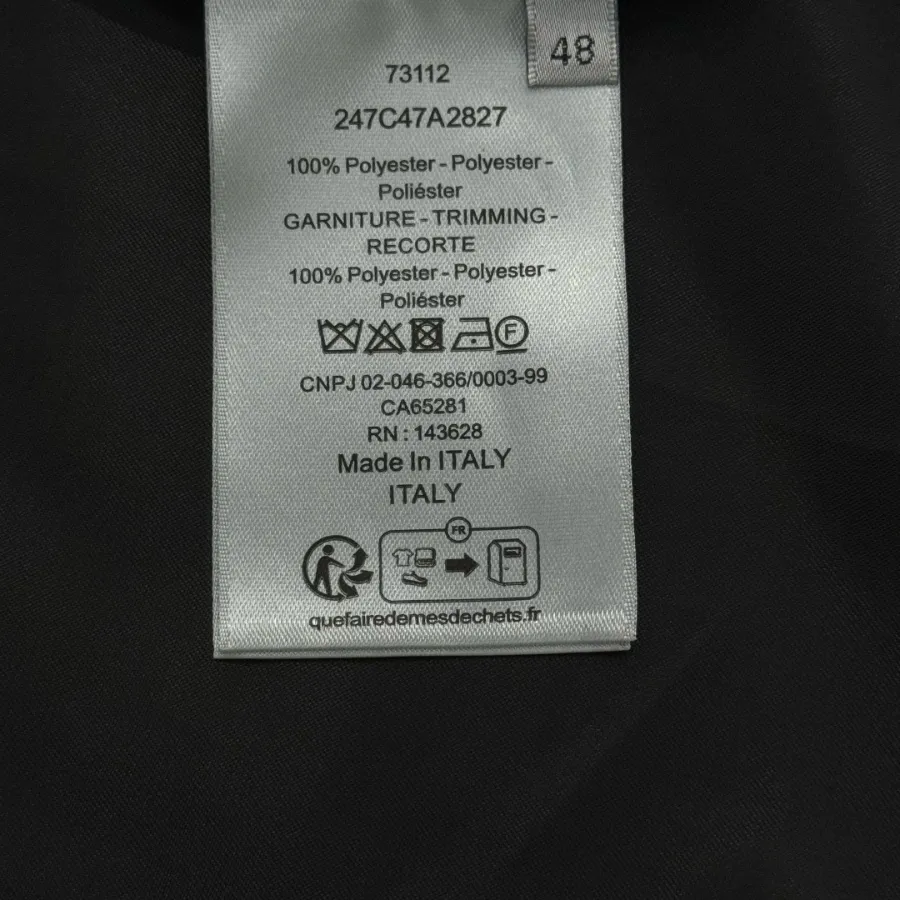 48
73112
247C47A2827
100% Polyester - Polyester -
Poliéster
GARNITURE - TRIMMING -
RECORTE
100% Polyester - Polyester -
Poliéster
F
CNPJ 02-046-366/0003-99
CA65281
RN : 143628
Made In ITALY
ITALY
FR
quefairedemesdechets.fr